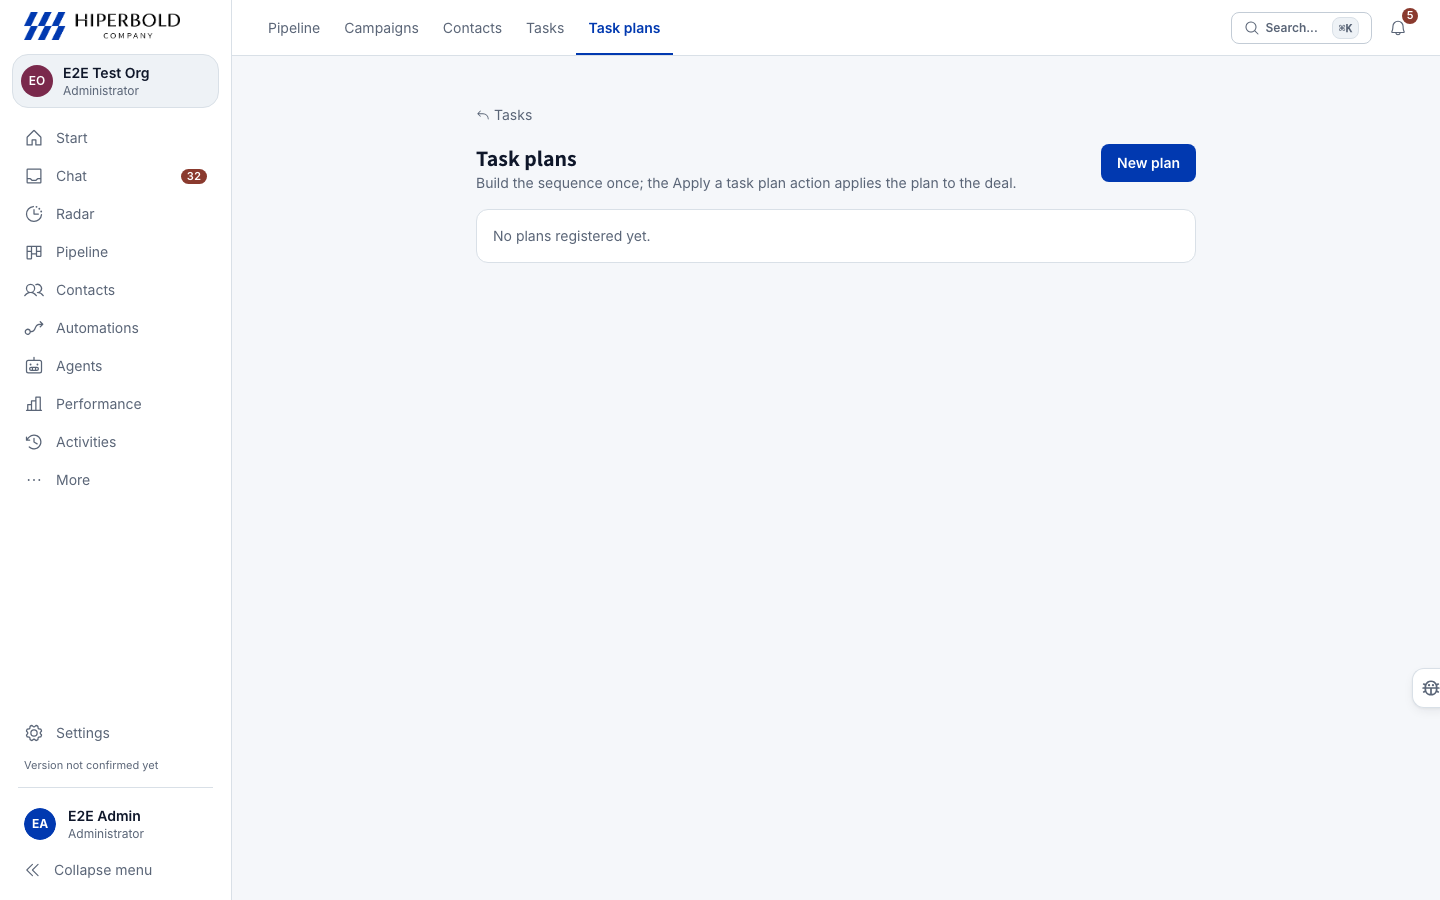 HIPERBOLD
COMPANY
EO
E2E Test Org
Administrator
Start
Chat
32
Radar
Pipeline
Contacts
Automations
Agents
Performance
Activities
More
Settings
Version not confirmed yet
EA
E2E Admin
Administrator
Collapse menu
Pipeline
Campaigns
Contacts
Tasks
Task plans
Search...
⌘K
5
Tasks
Task plans
Build the sequence once; the Apply a task plan action applies the plan to the deal.
New plan
No plans registered yet.